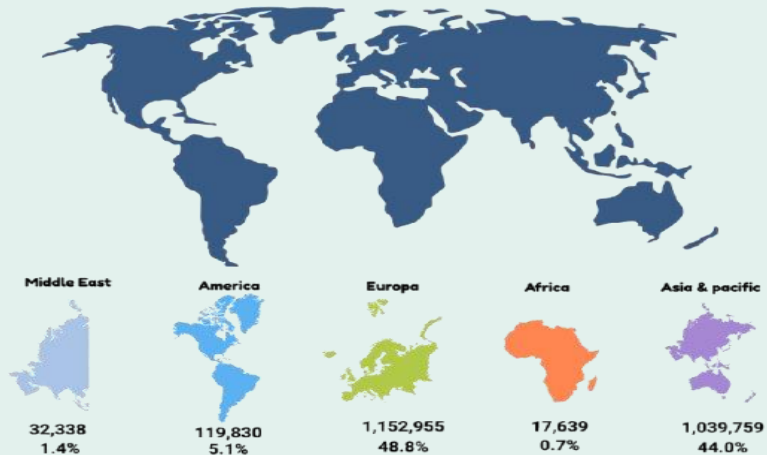 Middle East
America
Europa
Africa
Asia & pacific
32,338
119,830
1,152,955
17,639
1,039,759
1.4%
5.1%
48.8%
0.7%
44.0%